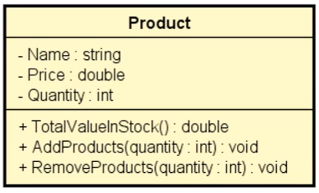 Product
- Name : string
- Price : double
- Quantity : int
+ TotalValueInStock() : double
+ AddProducts(quantity : int) : void
+ RemoveProducts(quantity : int) : void